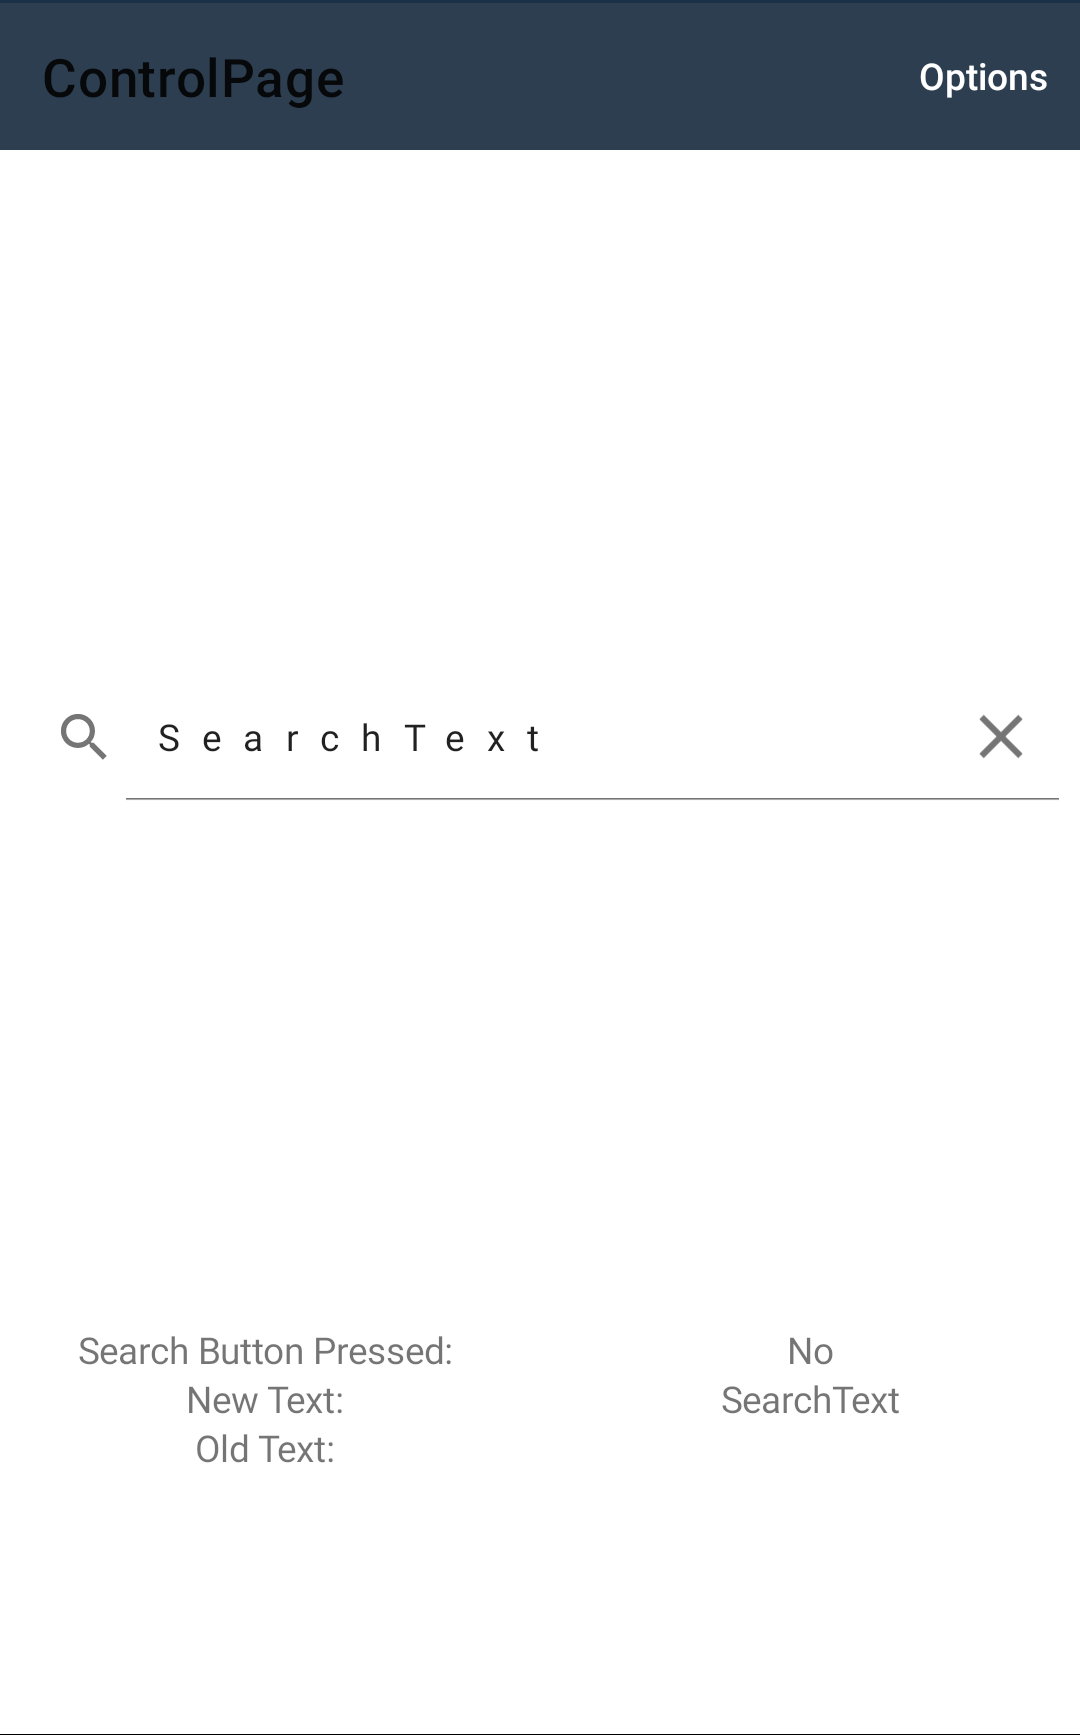 ControlPage Options
S e a r c h T e x t
Search Button Pressed: No
New Text: SearchText
Old Text: